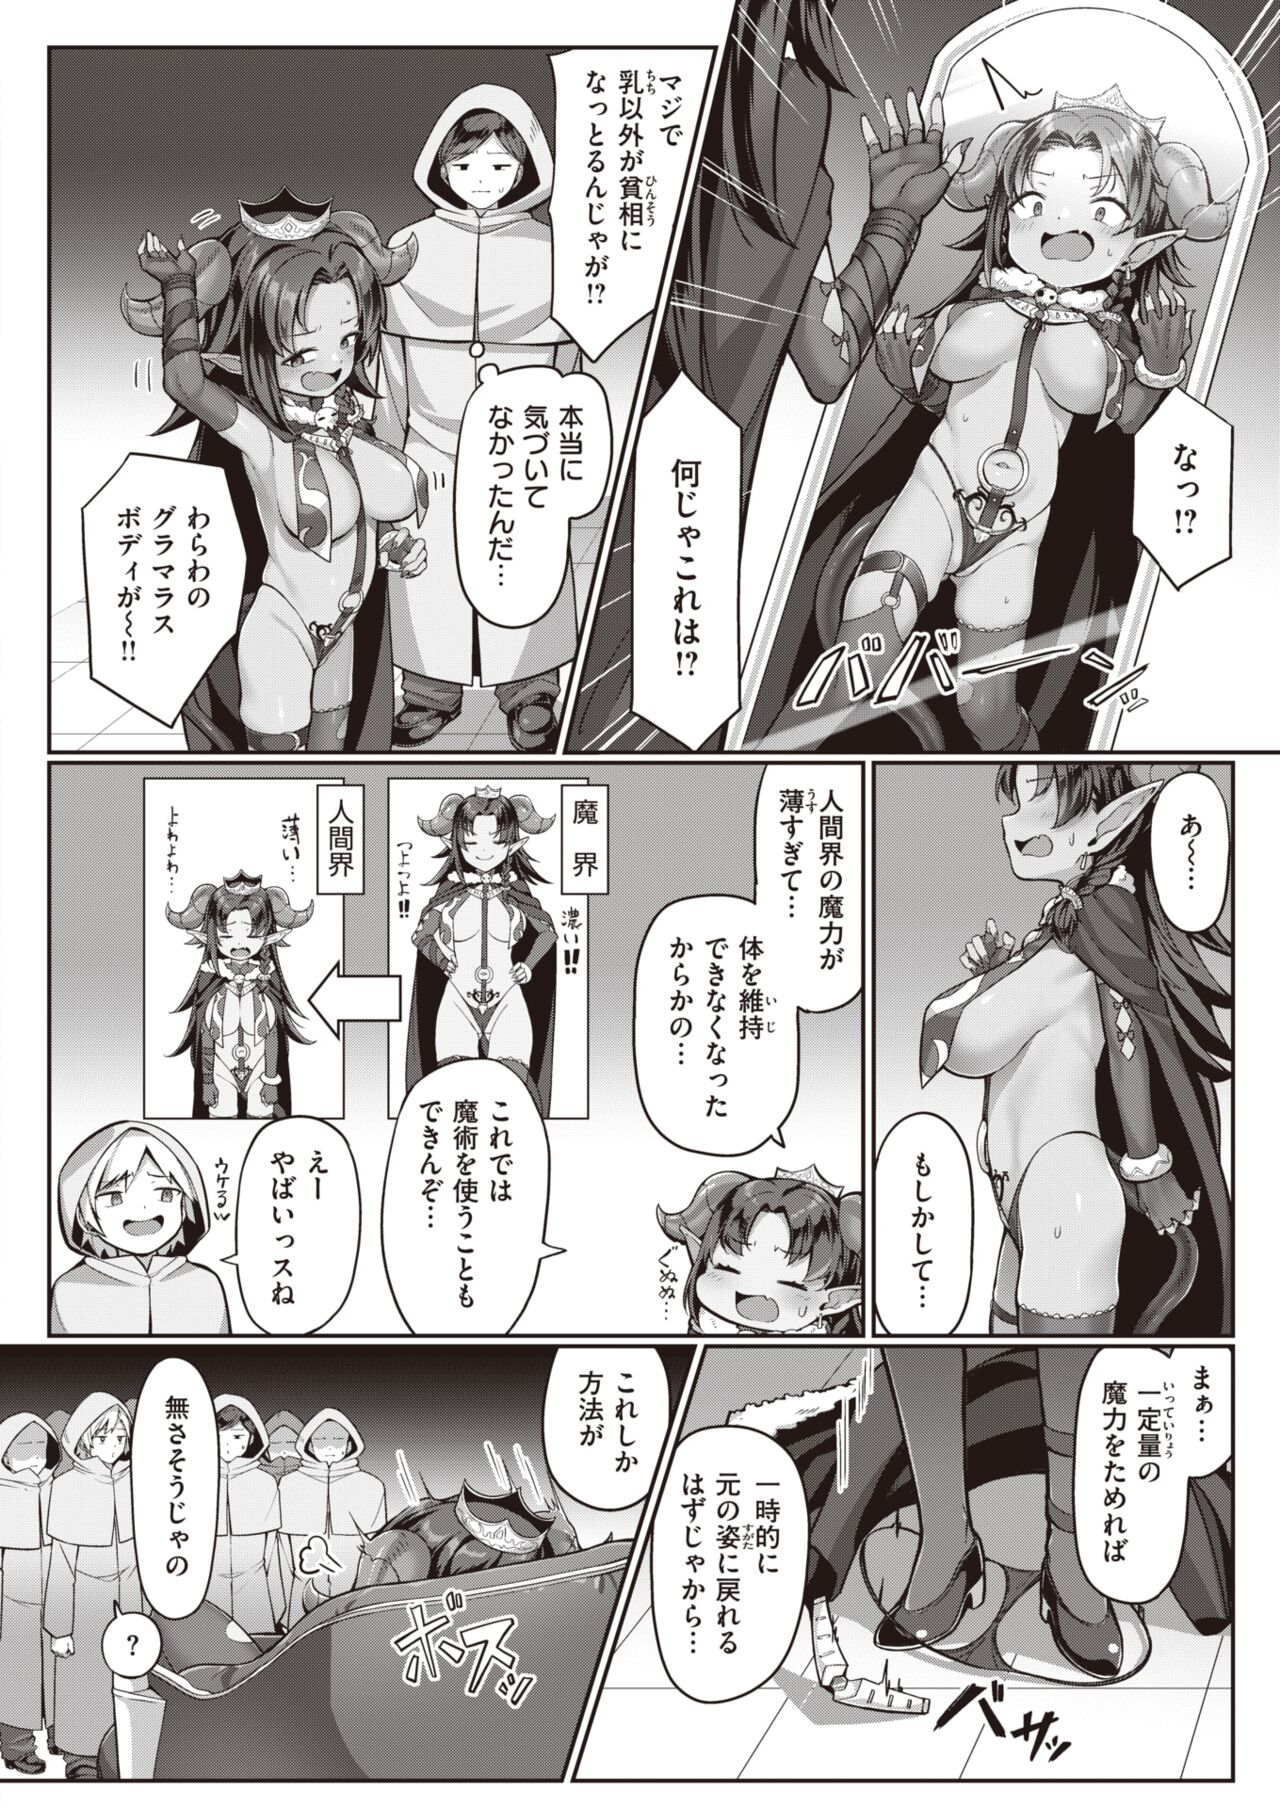 なっ!?
何じゃこれは!?
バババーーンッ
マジで
乳以外が貧相に
なっとるんじゃが!?
本当に
気づいて
なかったんだ…
わらわの
グラマラス
ボディが～!!
あ～…
もしかして…
人間界の魔力が
薄すぎて…
体を維持
できなくなった
からかの…
ぐぬぬ…
魔界
濃い!!
つよっよ!!
人間界
薄い…
よわよわ…
これでは
魔術を使うことも
できんぞ…
えー
やばいっスね
ウケるw
まぁ…
一定量の
魔力をためれば
一時的に
元の姿に戻れる
はずじゃから…
バサッ
これしか
方法が
無さそうじゃの
ボスッ
?